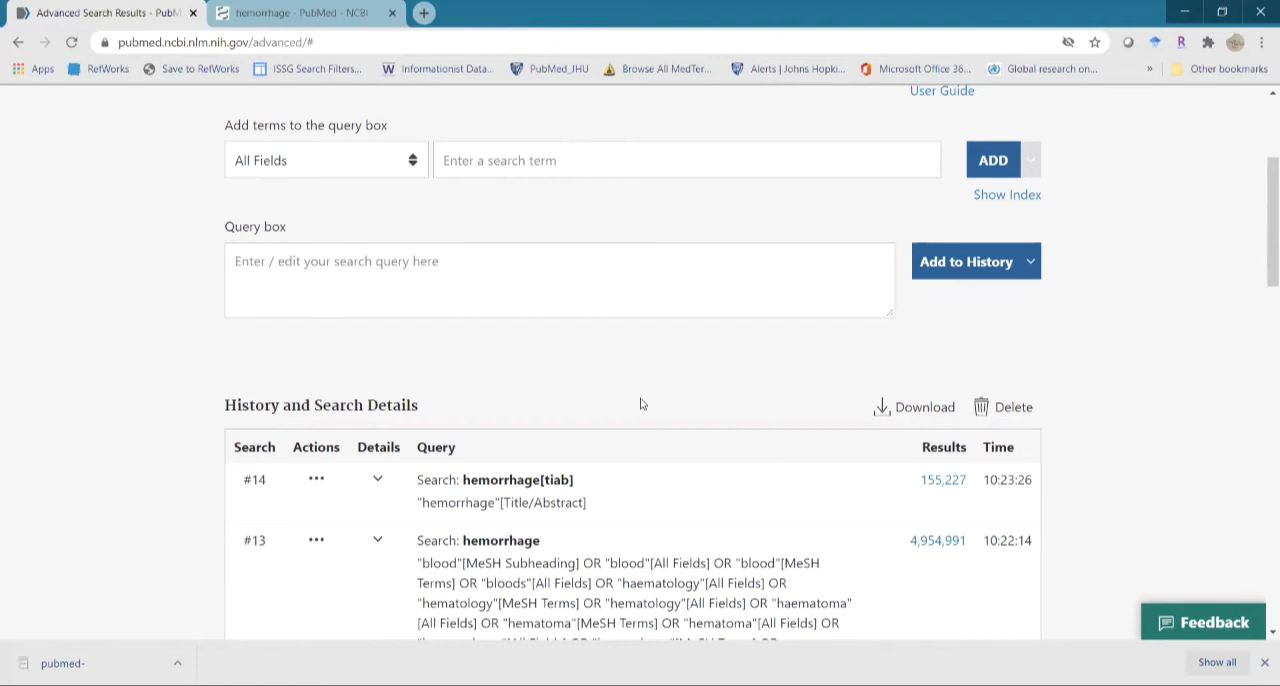 Advanced Search Results - PubM
hemorrhage - PubMed - NCBI
pubmed.ncbi.nlm.nih.gov/advanced/#
R
Apps
RefWorks
Save to RefWorks
ISSG Search Filters...
W Informationist Data...
PubMed_JHU
Browse All MedTer...
Alerts | Johns Hopki...
Microsoft Office 36...
Global research on...
»
Other bookmarks
User Guide
Add terms to the query box
All Fields
Enter a search term
ADD
Show Index
Query box
Enter / edit your search query here
Add to History
History and Search Details
Download
Delete
Search Actions Details Query Results Time
#14 ••• Search: hemorrhage[tiab] 155,227 10:23:26
"hemorrhage"[Title/Abstract]
#13 ••• Search: hemorrhage 4,954,991 10:22:14
"blood"[MeSH Subheading] OR "blood"[All Fields] OR "blood"[MeSH
Terms] OR "bloods"[All Fields] OR "haematology"[All Fields] OR
"hematology"[MeSH Terms] OR "hematology"[All Fields] OR "haematoma"
[All Fields] OR "hematoma"[MeSH Terms] OR "hematoma"[All Fields] OR
Feedback
pubmed-
Show all